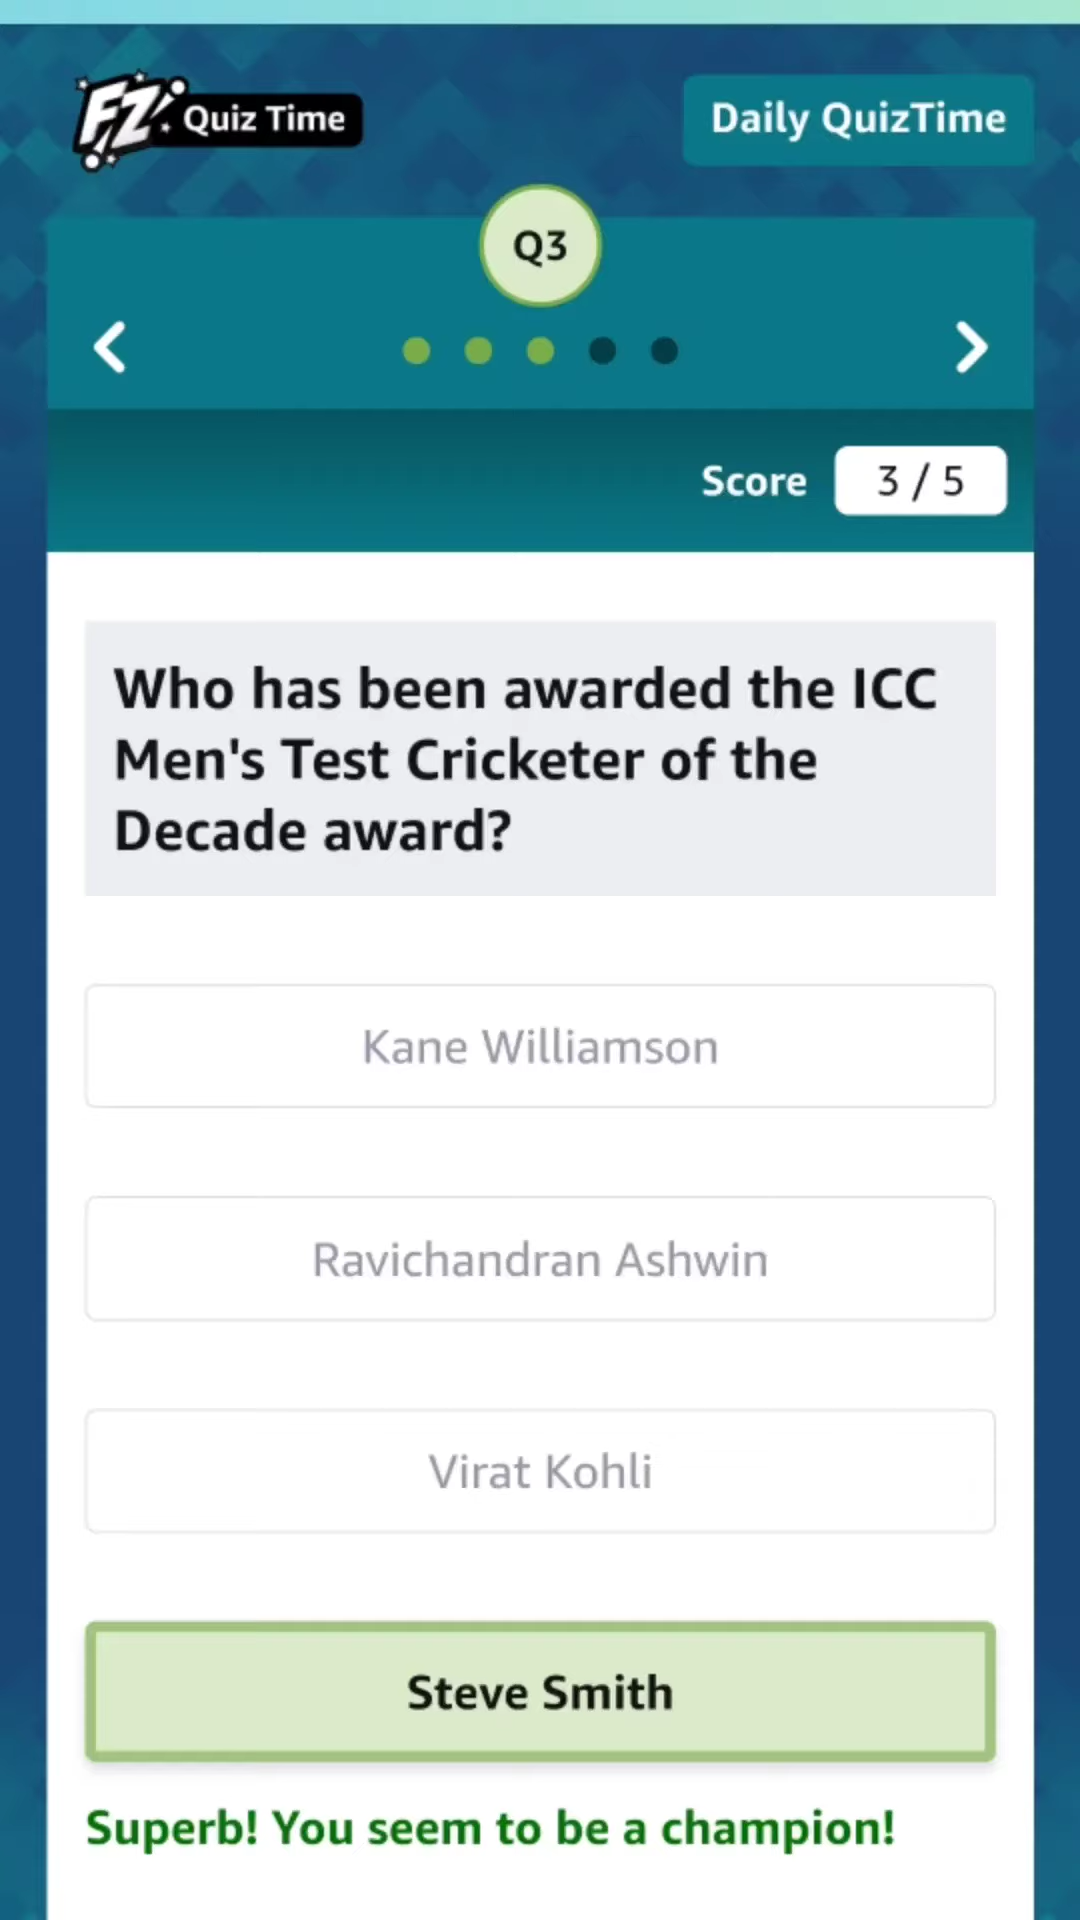 FZ Quiz Time
Daily QuizTime
Q3
Score 3 / 5
Who has been awarded the ICC
Men's Test Cricketer of the
Decade award?
Kane Williamson
Ravichandran Ashwin
Virat Kohli
Steve Smith
Superb! You seem to be a champion!